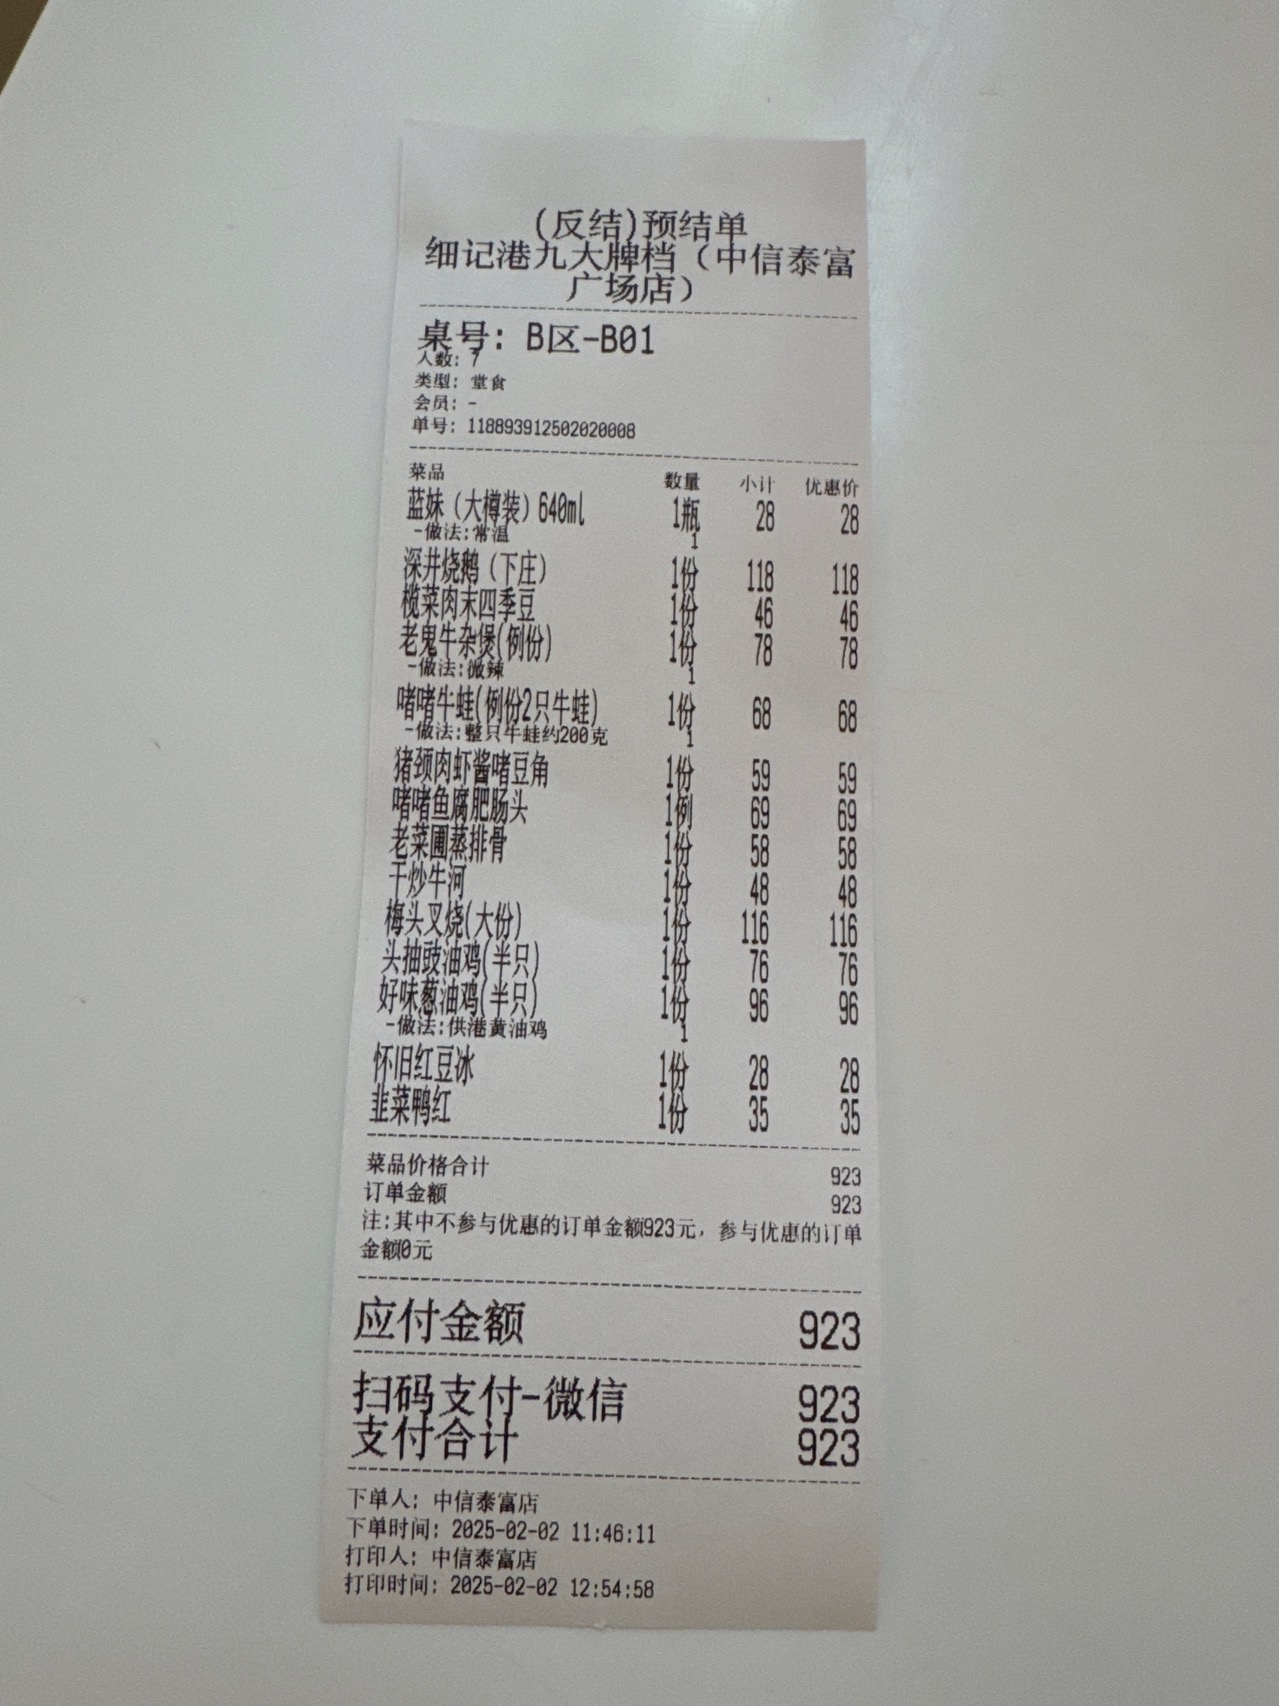 (反结)预结单
细记港九大牌档（中信泰富
广场店）
桌号: B区-B01
人数: 7
类型: 堂食
会员: -
单号: 118893912502020008
菜品 数量 小计 优惠价
蓝妹（大樽装）640ml 1瓶 28 28
-做法:常温 1
深井烧鹅（下庄） 1份 118 118
榄菜肉末四季豆 1份 46 46
老鬼牛杂煲(例份) 1份 78 78
-做法:微辣 1
啫啫牛蛙(例份2只牛蛙) 1份 68 68
-做法:整只牛蛙约200克 1
猪颈肉虾酱啫豆角 1份 59 59
啫啫鱼腐肥肠头 1例 69 69
老菜圃蒸排骨 1份 58 58
干炒牛河 1份 48 48
梅头叉烧(大份) 1份 116 116
头抽豉油鸡(半只) 1份 76 76
好味葱油鸡(半只) 1份 96 96
-做法:供港黄油鸡 1
怀旧红豆冰 1份 28 28
韭菜鸭红 1份 35 35
菜品价格合计 923
订单金额 923
注:其中不参与优惠的订单金额923元，参与优惠的订单
金额0元
应付金额 923
扫码支付-微信 923
支付合计 923
下单人: 中信泰富店
下单时间: 2025-02-02 11:46:11
打印人: 中信泰富店
打印时间: 2025-02-02 12:54:58